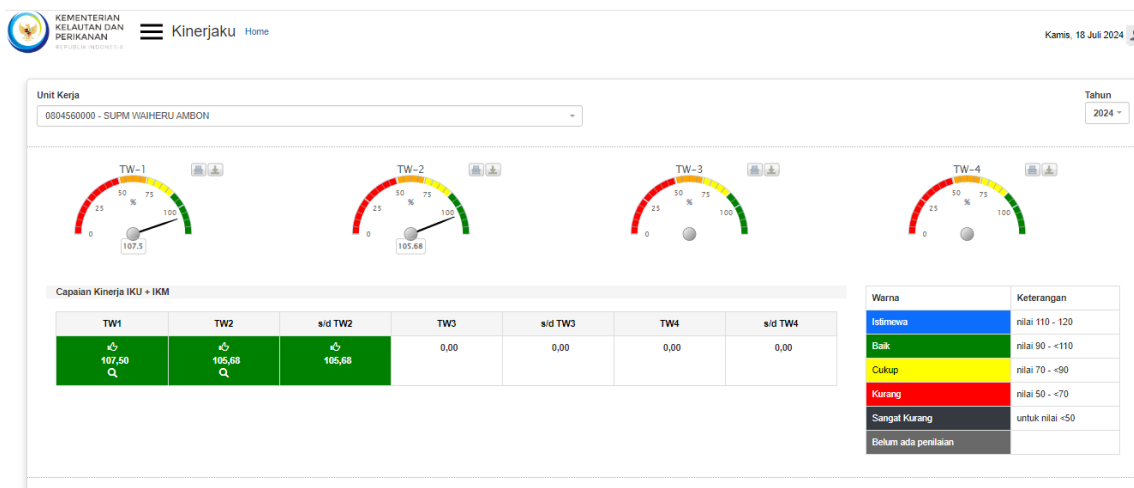 KEMENTERIAN
KELAUTAN DAN
PERIKANAN
REPUBLIK INDONESIA
Kinerjaku Home
Kamis, 18 Juli 2024
Unit Kerja
Tahun
0804560000 - SUPM WAIHERU AMBON
2024
TW-1
0 25 50 75 100
%
107.5
TW-2
0 25 50 75 100
%
105.68
TW-3
0 25 50 75 100
%
TW-4
0 25 50 75 100
%
Capaian Kinerja IKU + IKM
TW1 TW2 s/d TW2 TW3 s/d TW3 TW4 s/d TW4
107,50 105,68 105,68 0,00 0,00 0,00 0,00
Warna Keterangan
Istimewa nilai 110 - 120
Baik nilai 90 - <110
Cukup nilai 70 - <90
Kurang nilai 50 - <70
Sangat Kurang untuk nilai <50
Belum ada penilaian